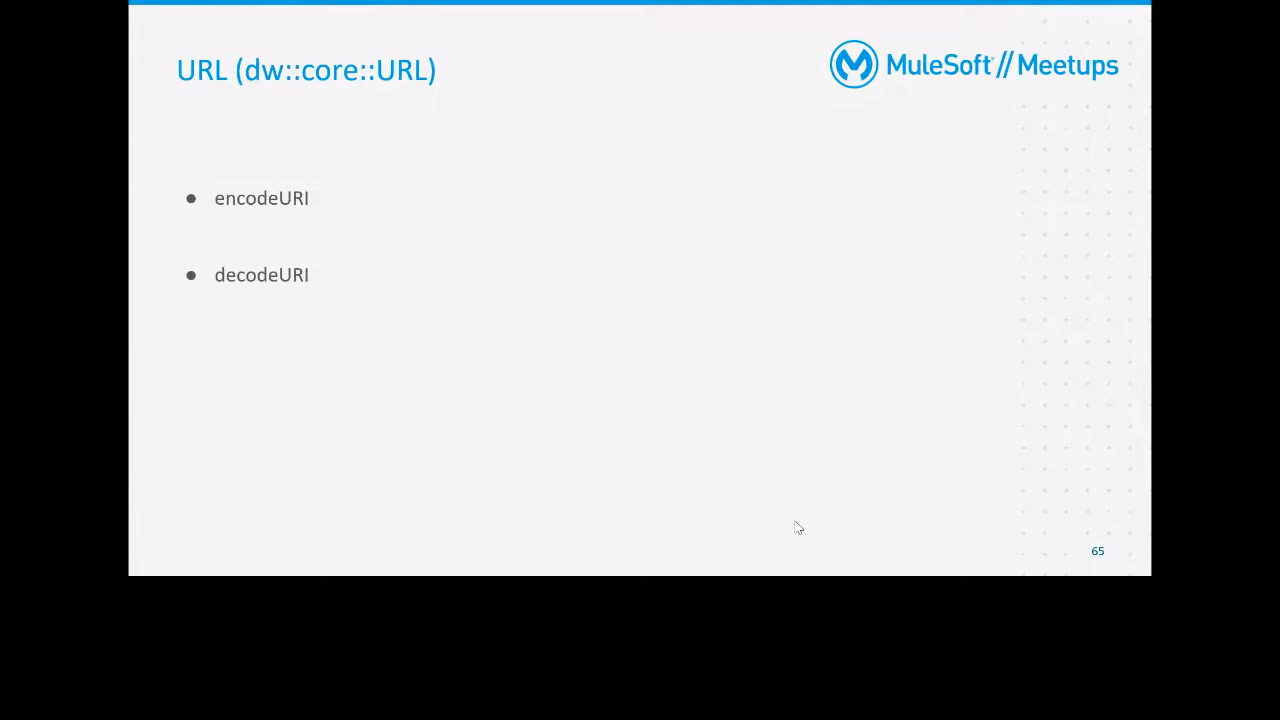 URL (dw::core::URL)
MuleSoft // Meetups
● encodeURI
● decodeURI
65